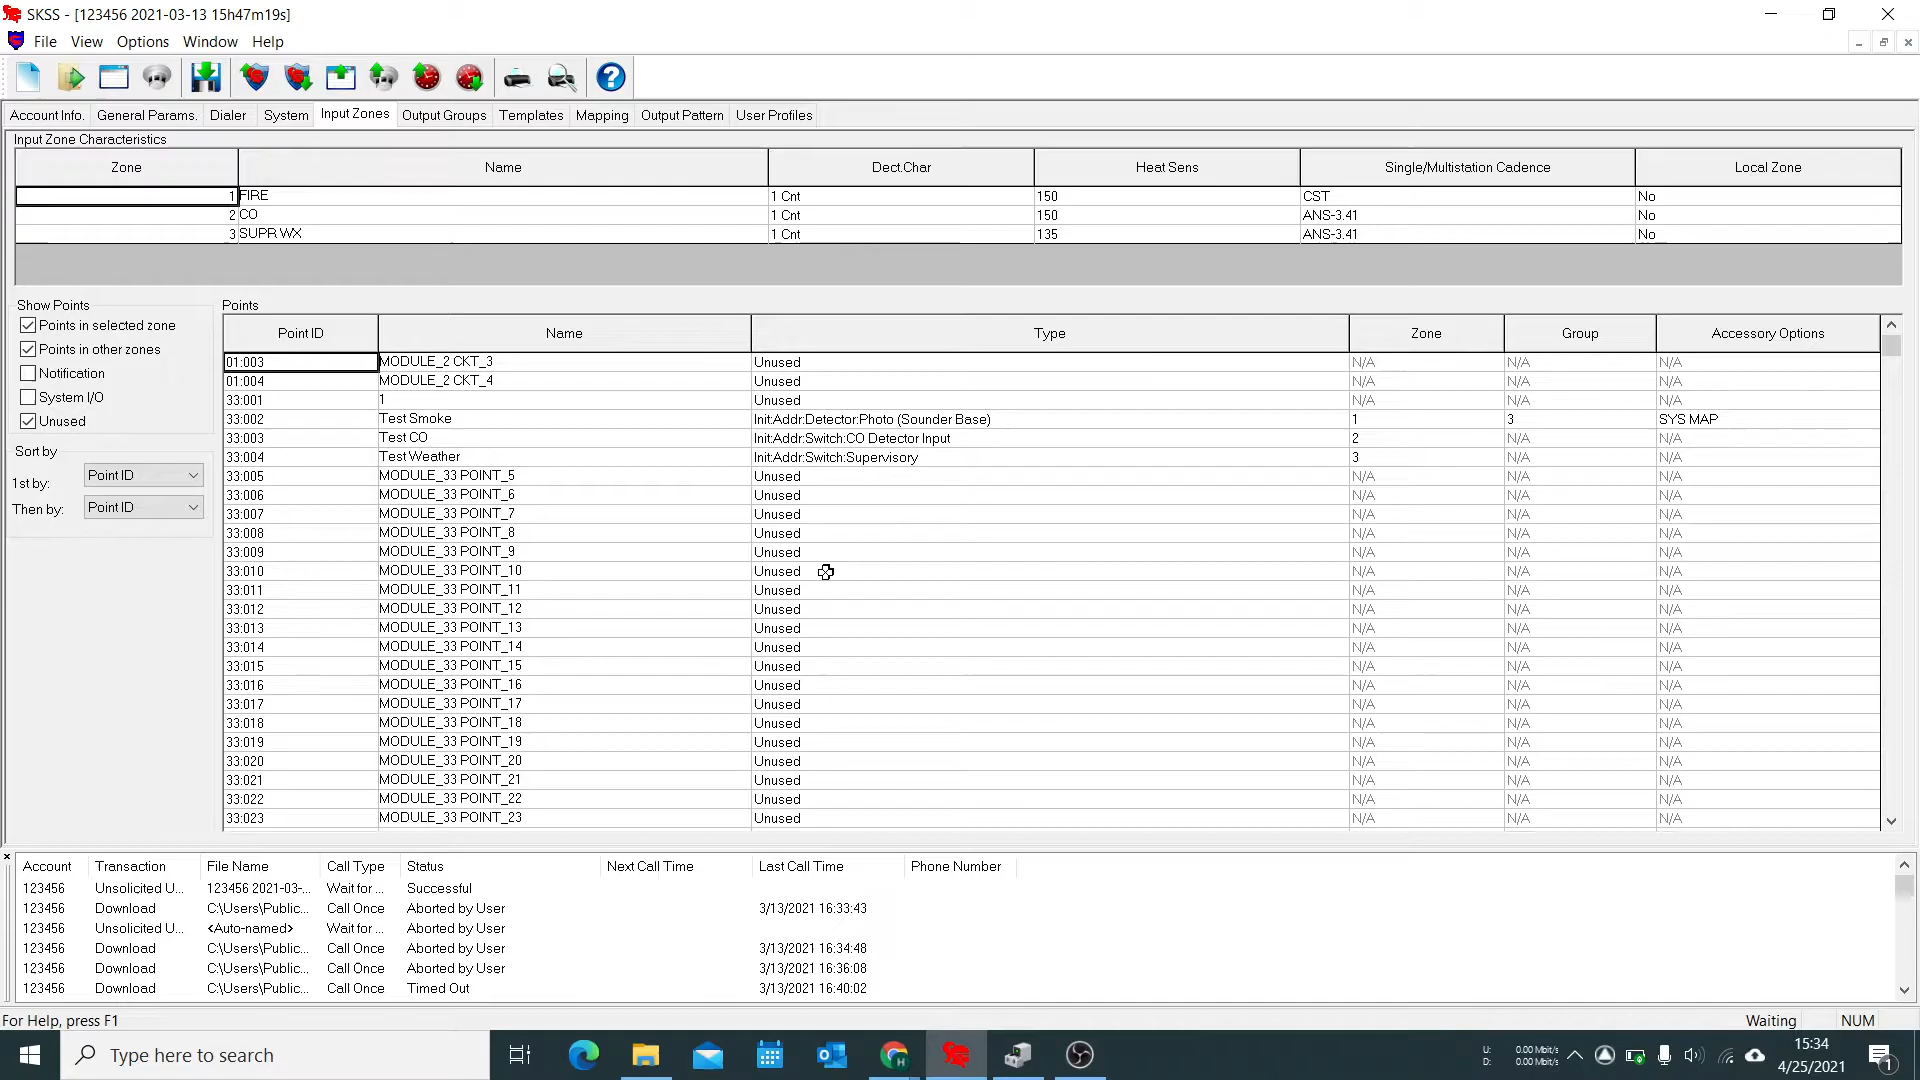 SKSS - [123456 2021-03-13 15h47m19s]
File View Options Window Help
Account Info. General Params. Dialer System Input Zones Output Groups Templates Mapping Output Pattern User Profiles
Input Zone Characteristics
Zone Name Dect.Char Heat Sens Single/Multistation Cadence Local Zone
1 FIRE 1 Cnt 150 CST No
2 CO 1 Cnt 150 ANS-3.41 No
3 SUPR WX 1 Cnt 135 ANS-3.41 No
Show Points
Points in selected zone
Points in other zones
Notification
System I/O
Unused
Sort by
1st by: Point ID
Then by: Point ID
Points
Point ID Name Type Zone Group Accessory Options
01:003 MODULE_2 CKT_3 Unused N/A N/A N/A
01:004 MODULE_2 CKT_4 Unused N/A N/A N/A
33:001 1 Unused N/A N/A N/A
33:002 Test Smoke Init:Addr:Detector:Photo (Sounder Base) 1 3 SYS MAP
33:003 Test CO Init:Addr:Switch:CO Detector Input 2 N/A N/A
33:004 Test Weather Init:Addr:Switch:Supervisory 3 N/A N/A
33:005 MODULE_33 POINT_5 Unused N/A N/A N/A
33:006 MODULE_33 POINT_6 Unused N/A N/A N/A
33:007 MODULE_33 POINT_7 Unused N/A N/A N/A
33:008 MODULE_33 POINT_8 Unused N/A N/A N/A
33:009 MODULE_33 POINT_9 Unused N/A N/A N/A
33:010 MODULE_33 POINT_10 Unused N/A N/A N/A
33:011 MODULE_33 POINT_11 Unused N/A N/A N/A
33:012 MODULE_33 POINT_12 Unused N/A N/A N/A
33:013 MODULE_33 POINT_13 Unused N/A N/A N/A
33:014 MODULE_33 POINT_14 Unused N/A N/A N/A
33:015 MODULE_33 POINT_15 Unused N/A N/A N/A
33:016 MODULE_33 POINT_16 Unused N/A N/A N/A
33:017 MODULE_33 POINT_17 Unused N/A N/A N/A
33:018 MODULE_33 POINT_18 Unused N/A N/A N/A
33:019 MODULE_33 POINT_19 Unused N/A N/A N/A
33:020 MODULE_33 POINT_20 Unused N/A N/A N/A
33:021 MODULE_33 POINT_21 Unused N/A N/A N/A
33:022 MODULE_33 POINT_22 Unused N/A N/A N/A
33:023 MODULE_33 POINT_23 Unused N/A N/A N/A
Account Transaction File Name Call Type Status Next Call Time Last Call Time Phone Number
123456 Unsolicited U... 123456 2021-03-... Wait for ... Successful
123456 Download C:\Users\Public... Call Once Aborted by User 3/13/2021 16:33:43
123456 Unsolicited U... <Auto-named> Wait for ... Aborted by User
123456 Download C:\Users\Public... Call Once Aborted by User 3/13/2021 16:34:48
123456 Download C:\Users\Public... Call Once Aborted by User 3/13/2021 16:36:08
123456 Download C:\Users\Public... Call Once Timed Out 3/13/2021 16:40:02
For Help, press F1 Waiting NUM
Type here to search
U: 0.00 Mbit/s
D: 0.00 Mbit/s
15:34
4/25/2021
1